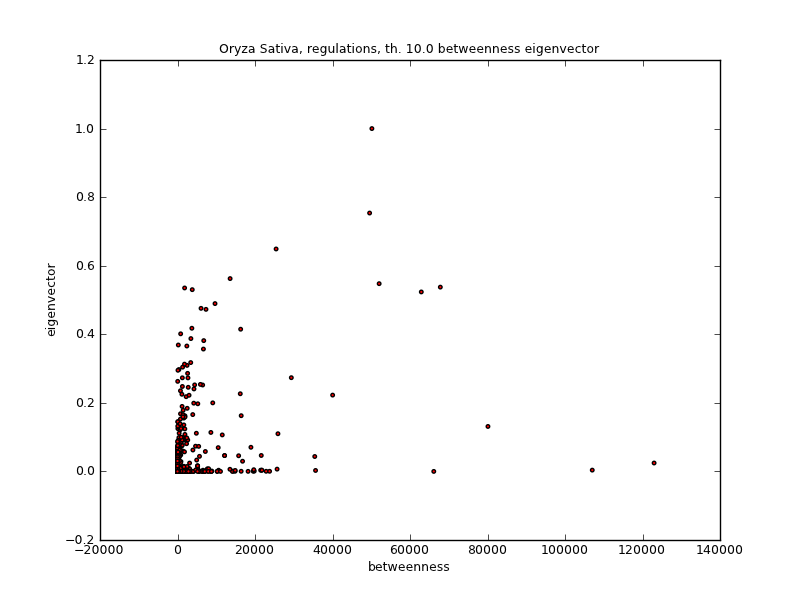 Oryza Sativa, regulations, th. 10.0 betweenness eigenvector
1.2
1.0
0.8
0.6
0.4
0.2
0.0
−0.2
eigenvector
−20000 0 20000 40000 60000 80000 100000 120000 140000
betweenness